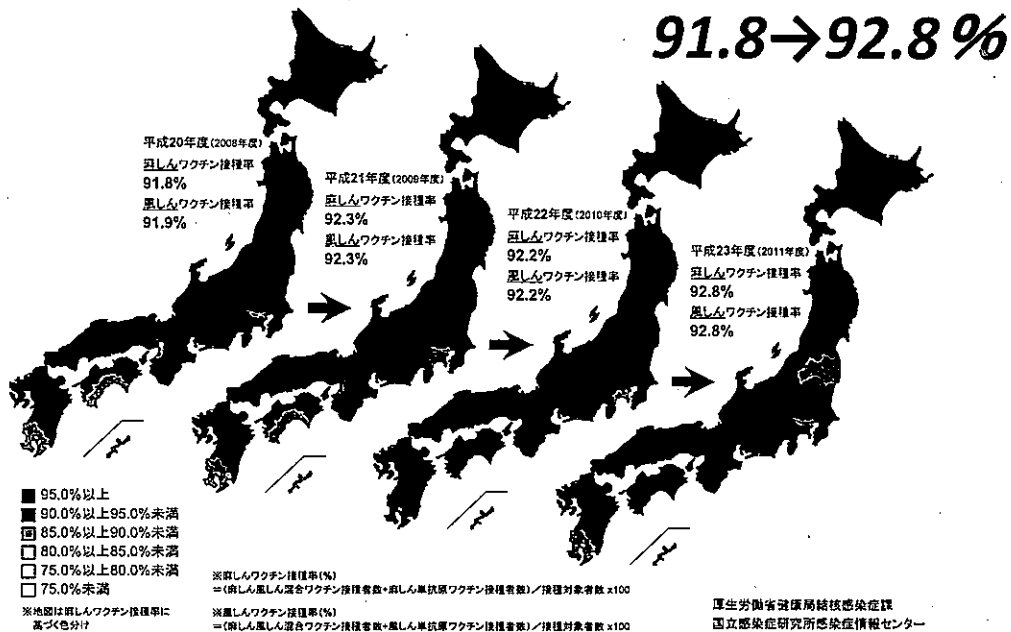 91.8→92.8%
平成20年度(2008年度)
麻しんワクチン接種率
91.8%
風しんワクチン接種率
91.9%
平成21年度(2009年度)
麻しんワクチン接種率
92.3%
風しんワクチン接種率
92.3%
平成22年度(2010年度)
麻しんワクチン接種率
92.2%
風しんワクチン接種率
92.2%
平成23年度(2011年度)
麻しんワクチン接種率
92.8%
風しんワクチン接種率
92.8%
95.0%以上
90.0%以上95.0%未満
85.0%以上90.0%未満
80.0%以上85.0%未満
75.0%以上80.0%未満
75.0%未満
※地図は麻しんワクチン接種率に
基づく色分け
※麻しんワクチン接種率(%)
=(麻しん風しん混合ワクチン接種者数+麻しん単抗原ワクチン接種者数)/接種対象者数 x100
※風しんワクチン接種率(%)
=(麻しん風しん混合ワクチン接種者数+風しん単抗原ワクチン接種者数)/接種対象者数 x100
厚生労働省健康局結核感染症課
国立感染症研究所感染症情報センター